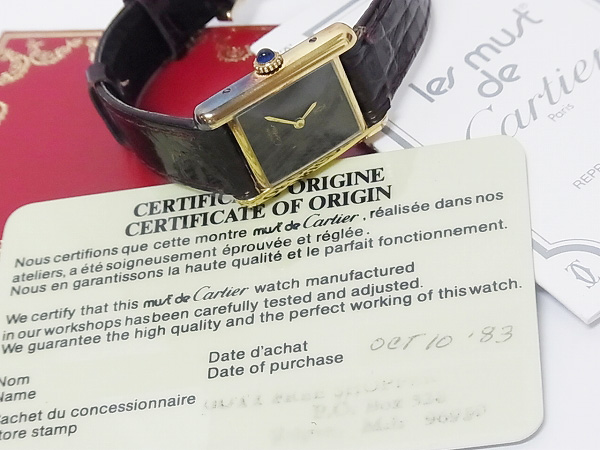 les must
de
Cartier
Paris
CERTIFIC ORIGINE
CERTIFICATE OF ORIGIN
Nous certifions que cette montre must de Cartier, réalisée dans nos
ateliers, a été soigneusement éprouvée et réglée.
Nous en garantissons la haute qualité et le parfait fonctionnement.
We certify that this must de Cartier watch manufactured
in our workshops has been carefully tested and adjusted.
We guarantee the high quality and the perfect working of this watch.
Nom
Name
Date d'achat
Date of purchase
OCT 10 '83
achet du concessionnaire
tore stamp
P.O. Box